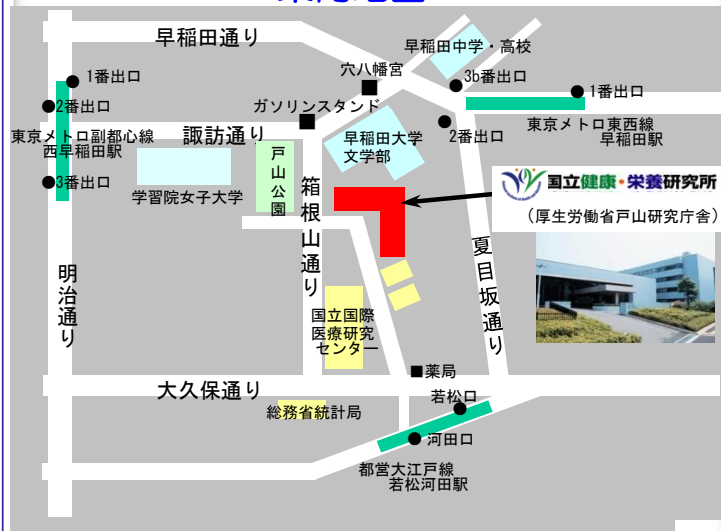 案内地図
早稲田通り
早稲田中学・高校
穴八幡宮
1番出口
3b番出口
1番出口
2番出口
ガソリンスタンド
東京メトロ副都心線
西早稲田駅
諏訪通り
早稲田大学
文学部
2番出口
東京メトロ東西線
早稲田駅
3番出口
学習院女子大学
戸山公園
箱根山通り
国立健康・栄養研究所
(厚生労働省戸山研究庁舎)
夏目坂通り
明治通り
国立国際
医療研究
センター
大久保通り
■薬局
総務省統計局
若松口
河田口
都営大江戸線
若松河田駅